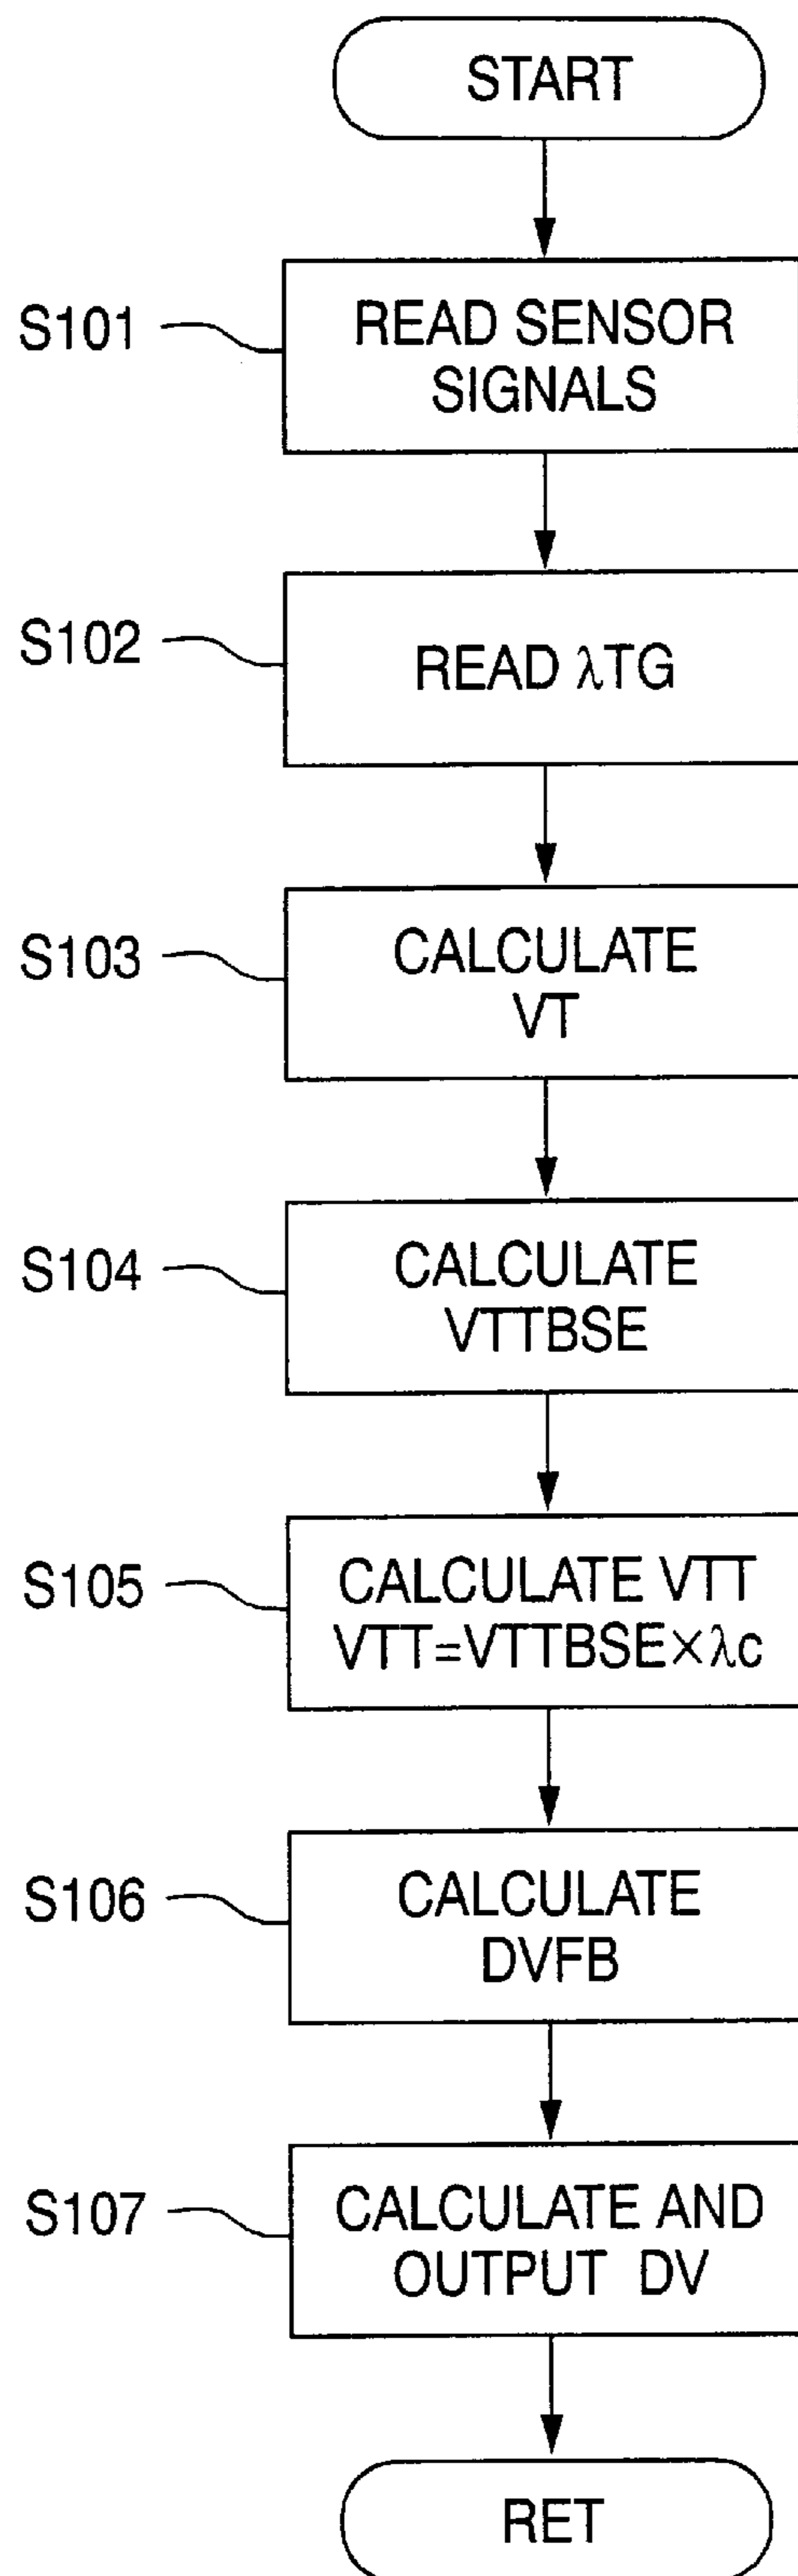 START
S101
READ SENSOR
SIGNALS
S102
READ λTG
S103
CALCULATE
VT
S104
CALCULATE
VTTBSE
S105
CALCULATE VTT
VTT=VTTBSE×λc
S106
CALCULATE
DVFB
S107
CALCULATE AND
OUTPUT DV
RET